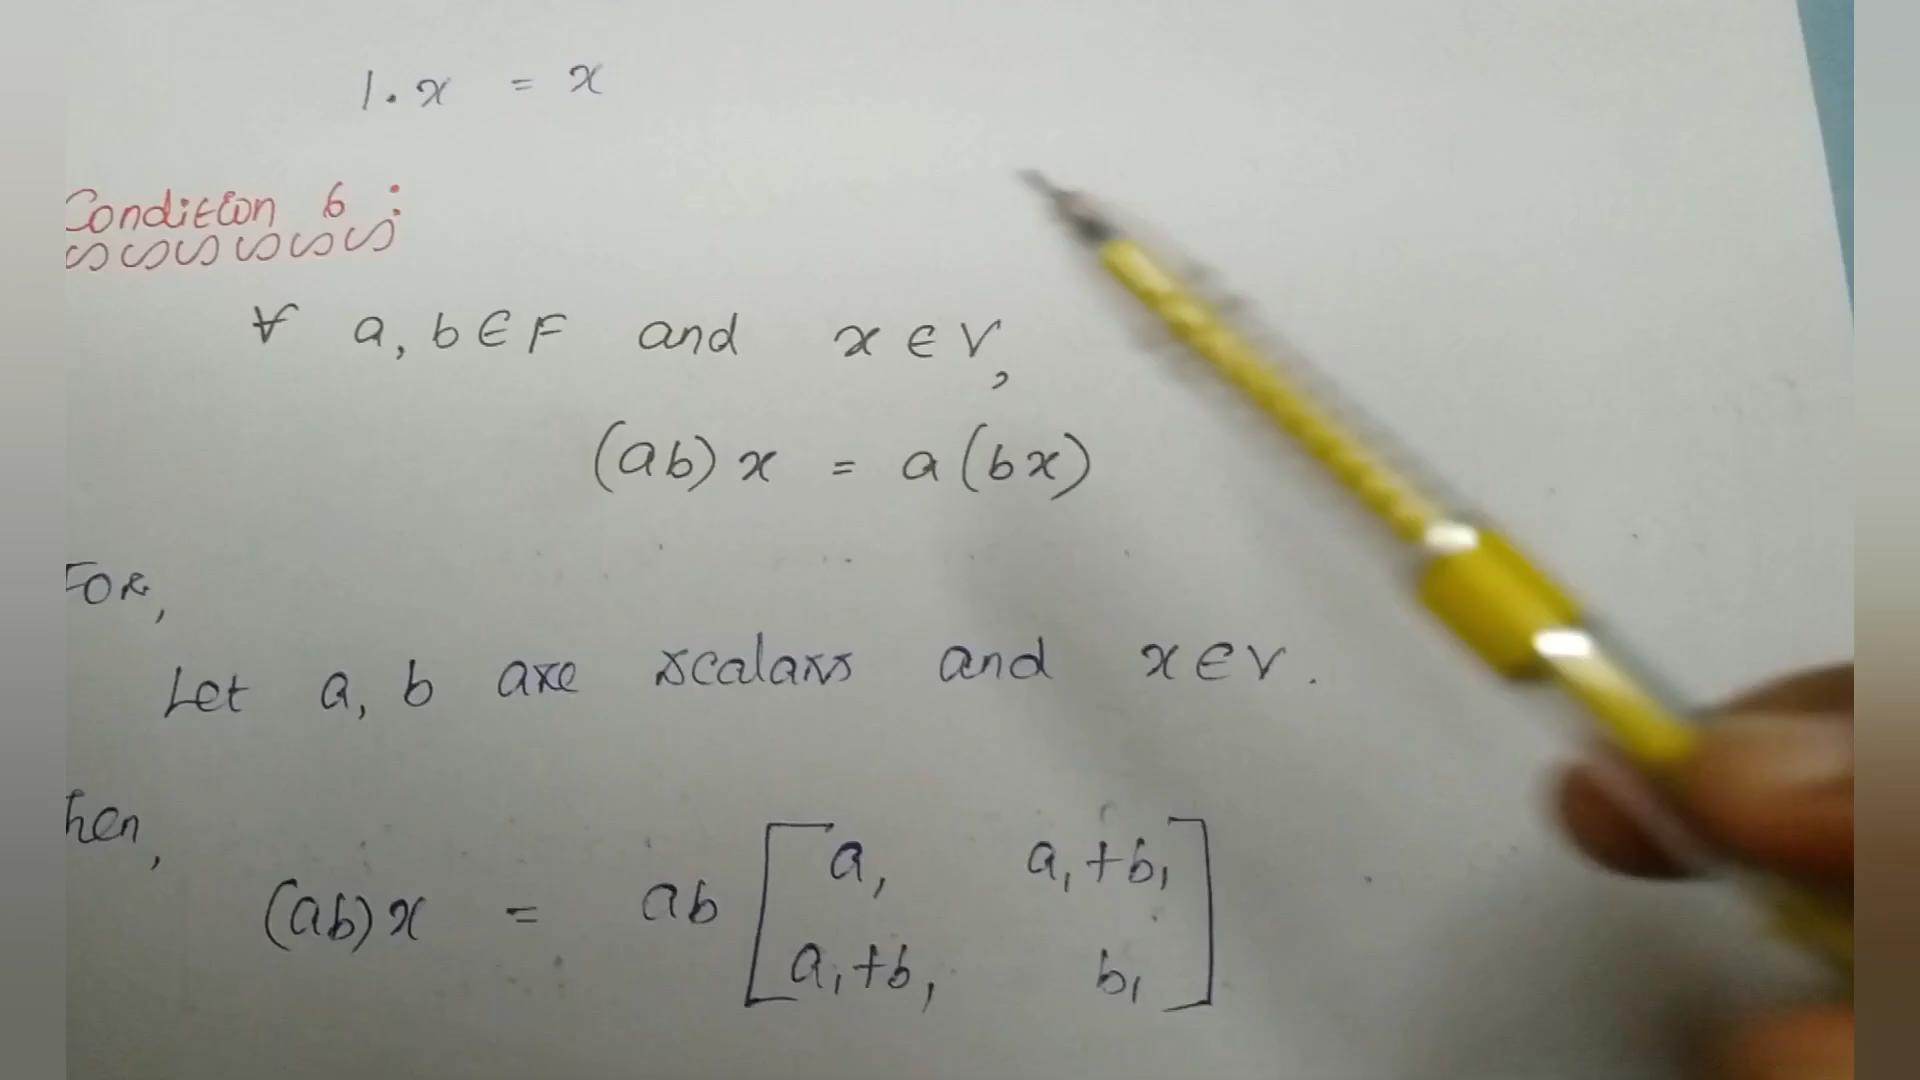 1. x = x
Condition 6:
∀ a, b ∈ F and x ∈ V,
(ab) x = a (bx)
For,
Let a, b are scalars and x ∈ V.
hen,
(ab) x = ab [ a₁ a₁+b₁
a₁+b₁ b₁ ]